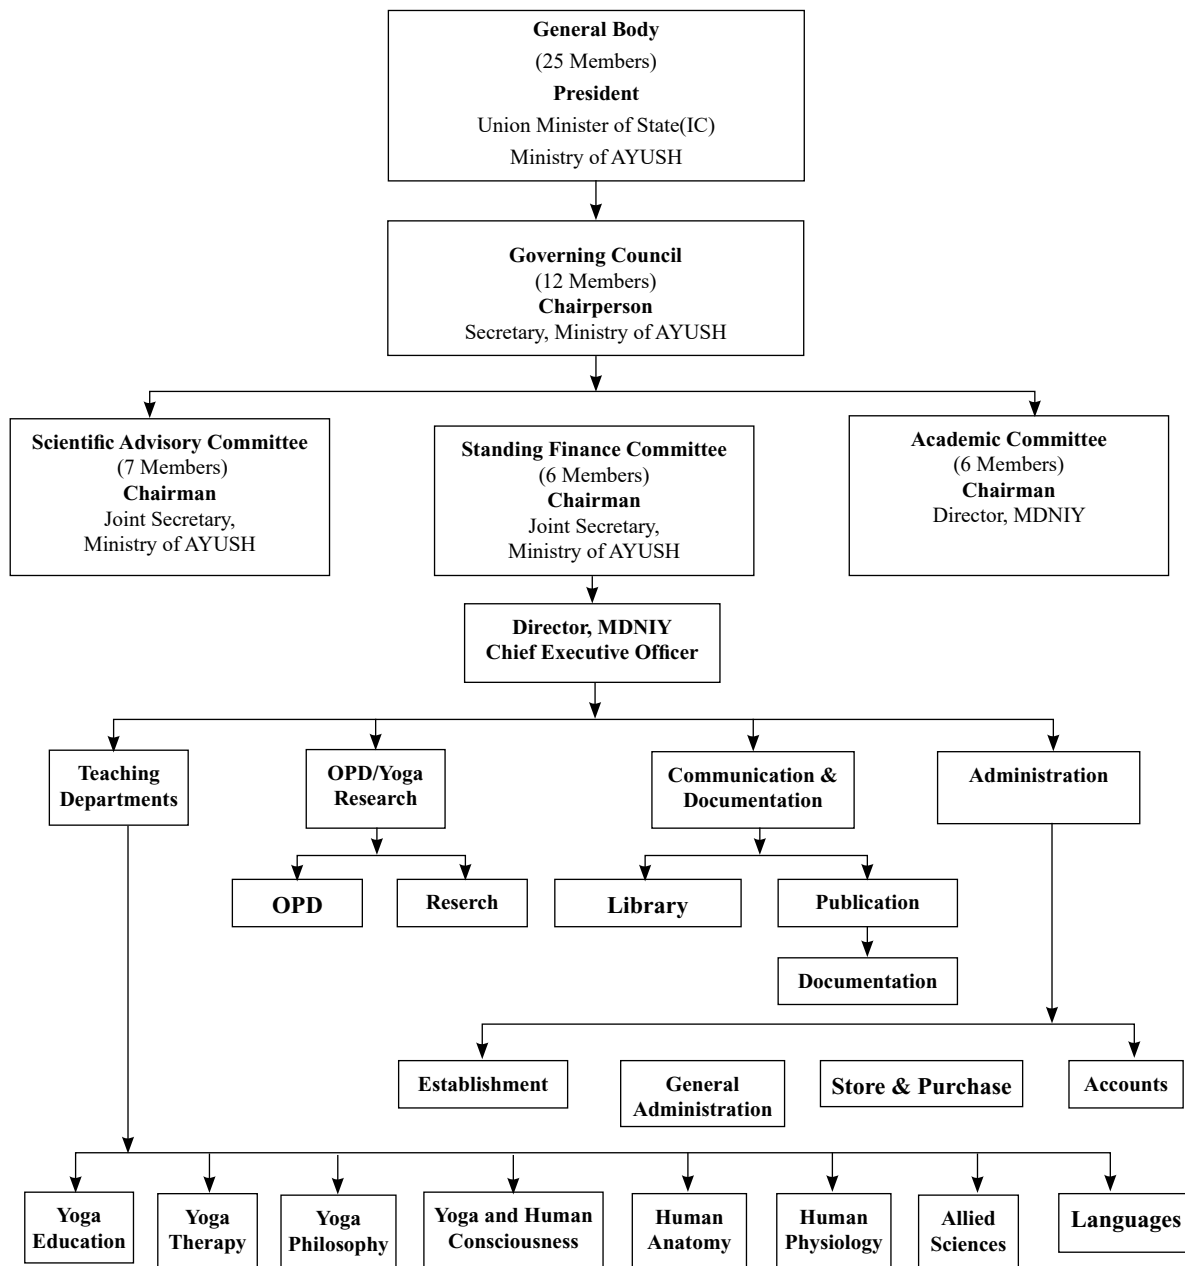 General Body
(25 Members)
President
Union Minister of State(IC)
Ministry of AYUSH
Governing Council
(12 Members)
Chairperson
Secretary, Ministry of AYUSH
Scientific Advisory Committee
(7 Members)
Chairman
Joint Secretary,
Ministry of AYUSH
Standing Finance Committee
(6 Members)
Chairman
Joint Secretary,
Ministry of AYUSH
Academic Committee
(6 Members)
Chairman
Director, MDNIY
Director, MDNIY
Chief Executive Officer
Teaching
Departments
OPD/Yoga
Research
Communication &
Documentation
Administration
OPD
Reserch
Library
Publication
Documentation
Establishment
General
Administration
Store & Purchase
Accounts
Yoga
Education
Yoga
Therapy
Yoga
Philosophy
Yoga and Human
Consciousness
Human
Anatomy
Human
Physiology
Allied
Sciences
Languages